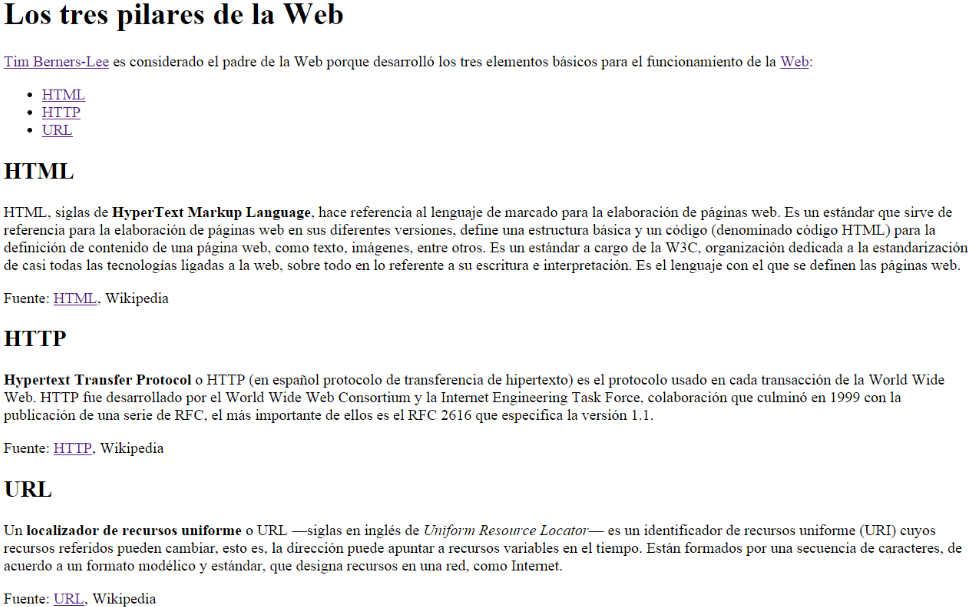 Los tres pilares de la Web
Tim Berners-Lee es considerado el padre de la Web porque desarrolló los tres elementos básicos para el funcionamiento de la Web:
• HTML
• HTTP
• URL
HTML
HTML, siglas de HyperText Markup Language, hace referencia al lenguaje de marcado para la elaboración de páginas web. Es un estándar que sirve de
referencia para la elaboración de páginas web en sus diferentes versiones, define una estructura básica y un código (denominado código HTML) para la
definición de contenido de una página web, como texto, imágenes, entre otros. Es un estándar a cargo de la W3C, organización dedicada a la estandarización
de casi todas las tecnologías ligadas a la web, sobre todo en lo referente a su escritura e interpretación. Es el lenguaje con el que se definen las páginas web.
Fuente: HTML, Wikipedia
HTTP
Hypertext Transfer Protocol o HTTP (en español protocolo de transferencia de hipertexto) es el protocolo usado en cada transacción de la World Wide
Web. HTTP fue desarrollado por el World Wide Web Consortium y la Internet Engineering Task Force, colaboración que culminó en 1999 con la
publicación de una serie de RFC, el más importante de ellos es el RFC 2616 que especifica la versión 1.1.
Fuente: HTTP, Wikipedia
URL
Un localizador de recursos uniforme o URL —siglas en inglés de Uniform Resource Locator— es un identificador de recursos uniforme (URI) cuyos
recursos referidos pueden cambiar, esto es, la dirección puede apuntar a recursos variables en el tiempo. Están formados por una secuencia de caracteres, de
acuerdo a un formato modélico y estándar, que designa recursos en una red, como Internet.
Fuente: URL, Wikipedia